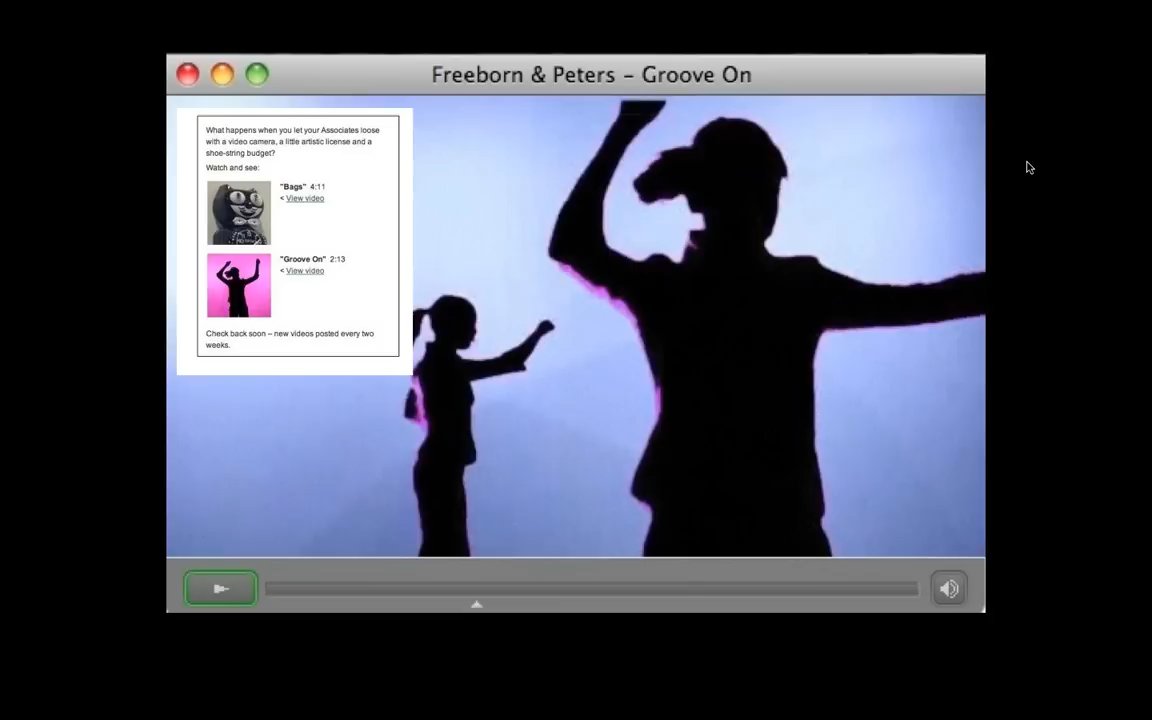 Freeborn & Peters – Groove On
What happens when you let your Associates loose
with a video camera, a little artistic license and a
shoe-string budget?
Watch and see:
"Bags" 4:11
< View video
"Groove On" 2:13
< View video
Check back soon – new videos posted every two
weeks.